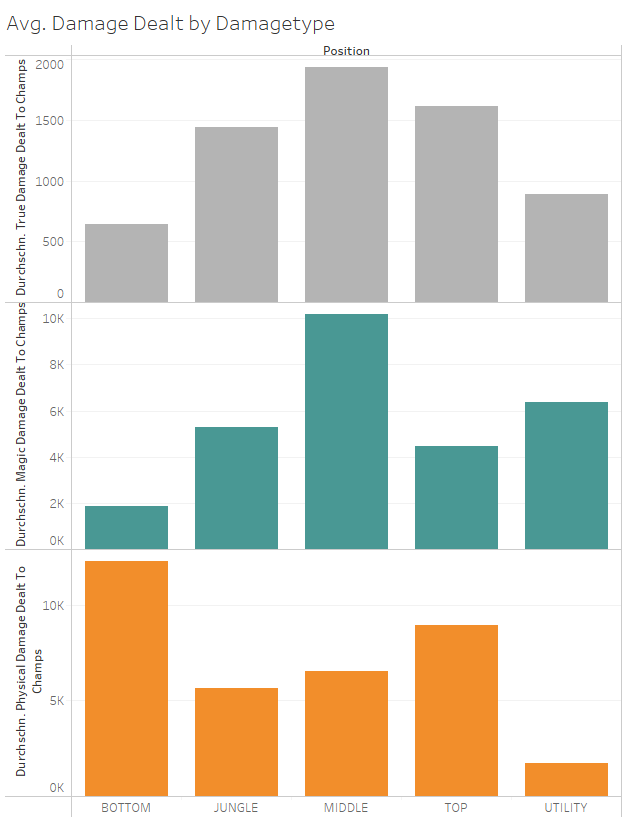 Avg. Damage Dealt by Damagetype
Position
Durchschn. True Damage Dealt To Champs
2000
1500
1000
500
0
Durchschn. Magic Damage Dealt To Champs
10K
8K
6K
4K
2K
0K
Durchschn. Physical Damage Dealt To
Champs
10K
5K
0K
BOTTOM JUNGLE MIDDLE TOP UTILITY